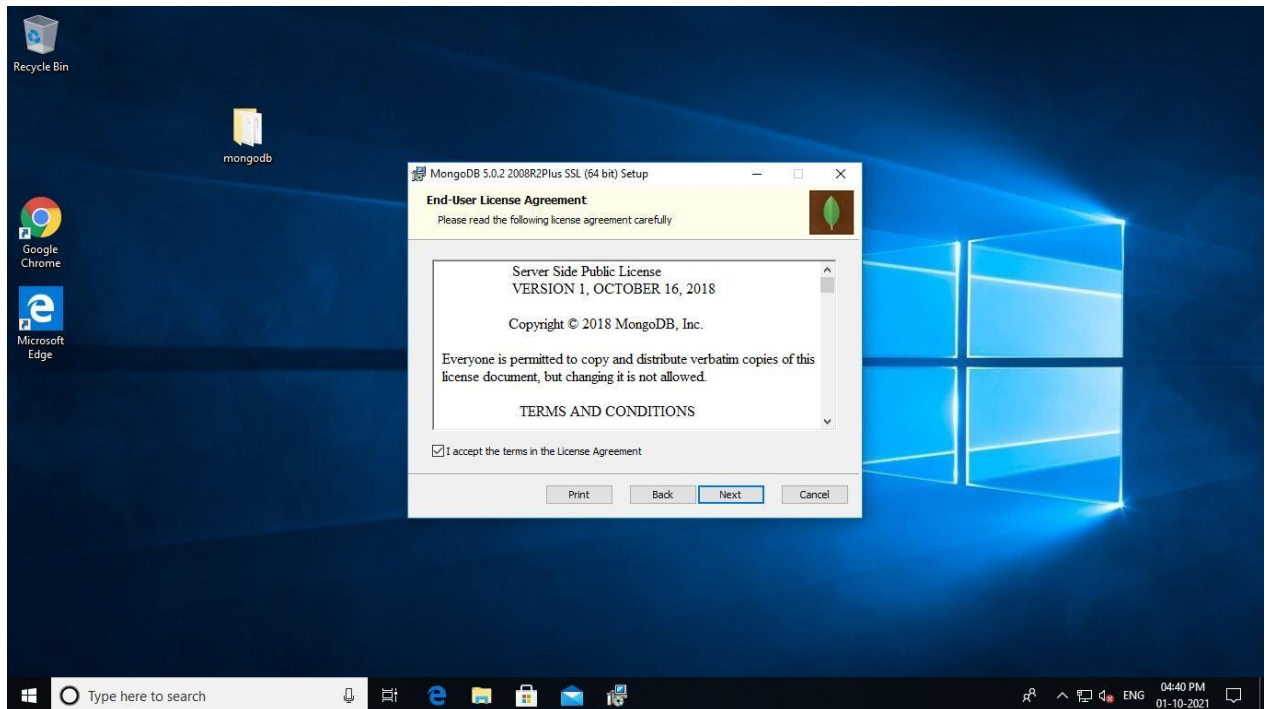 Recycle Bin
mongodb
Google
Chrome
Microsoft
Edge
MongoDB 5.0.2 2008R2Plus SSL (64 bit) Setup
End-User License Agreement
Please read the following license agreement carefully
Server Side Public License
VERSION 1, OCTOBER 16, 2018
Copyright © 2018 MongoDB, Inc.
Everyone is permitted to copy and distribute verbatim copies of this
license document, but changing it is not allowed.
TERMS AND CONDITIONS
I accept the terms in the License Agreement
Print Back Next Cancel
Type here to search
ENG
04:40 PM
01-10-2021